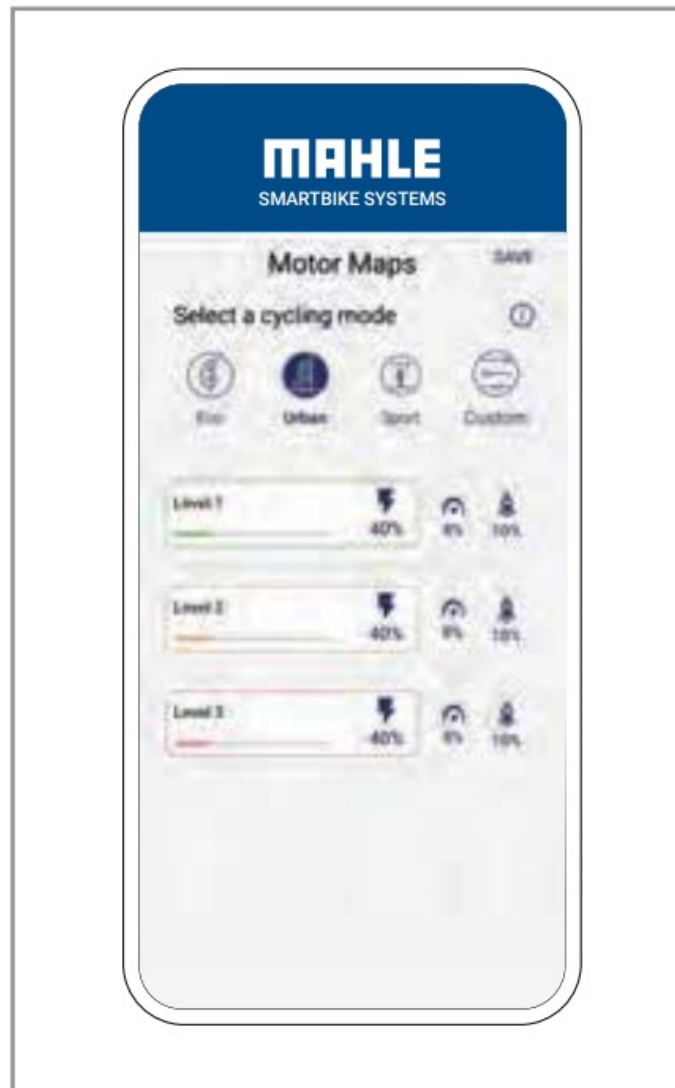 MAHLE
SMARTBIKE SYSTEMS
Motor Maps SAVE
Select a cycling mode
Eco Urban Sport Custom
Level 1
40% 10%
Level 2
40% 10%
Level 3
40% 10%